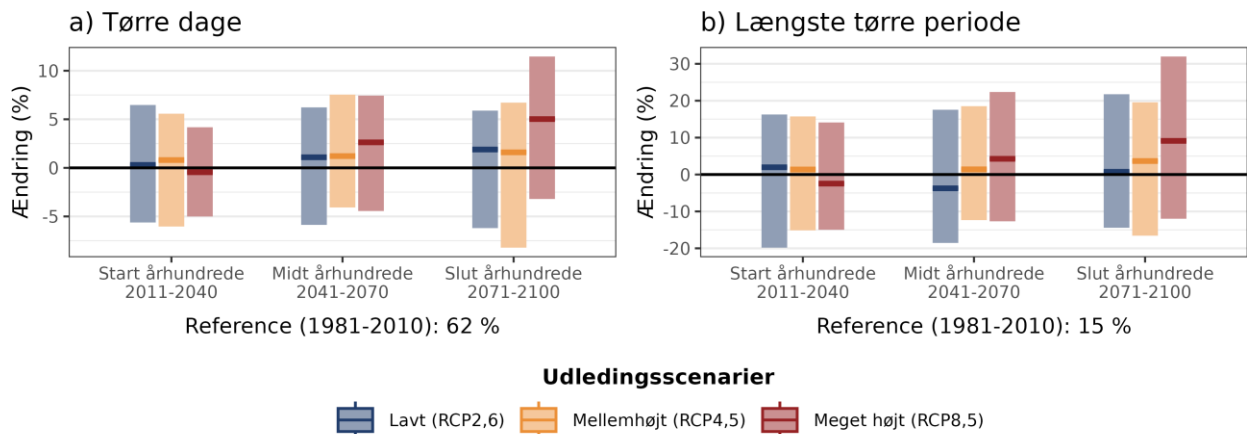 a) Tørre dage
Ændring (%)
10
5
0
-5
Start århundrede
2011-2040
Midt århundrede
2041-2070
Slut århundrede
2071-2100
Reference (1981-2010): 62 %
b) Længste tørre periode
Ændring (%)
30
20
10
0
-10
-20
Start århundrede
2011-2040
Midt århundrede
2041-2070
Slut århundrede
2071-2100
Reference (1981-2010): 15 %
Udledingsscenarier
Lavt (RCP2,6)
Mellemhøjt (RCP4,5)
Meget højt (RCP8,5)